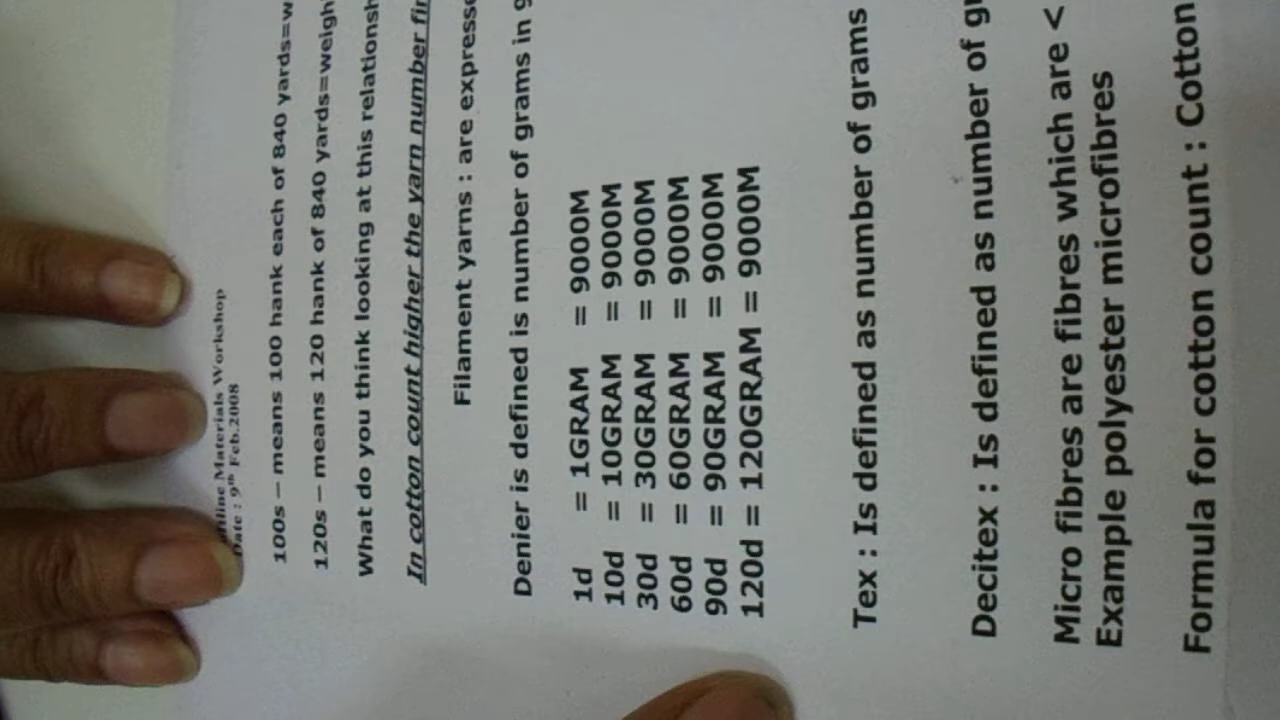 Materials Workshop
Date : 9th Feb.2008
100s – means 100 hank each of 840 yards=w
120s – means 120 hank of 840 yards=weigh
What do you think looking at this relationsh
In cotton count higher the yarn number fin
Filament yarns : are expresse
Denier is defined is number of grams in 9
1d = 1GRAM = 9000M
10d = 10GRAM = 9000M
30d = 30GRAM = 9000M
60d = 60GRAM = 9000M
90d = 90GRAM = 9000M
120d = 120GRAM = 9000M
Tex : Is defined as number of grams
Decitex : Is defined as number of gr
Micro fibres are fibres which are <
Example polyester microfibres
Formula for cotton count : Cotton